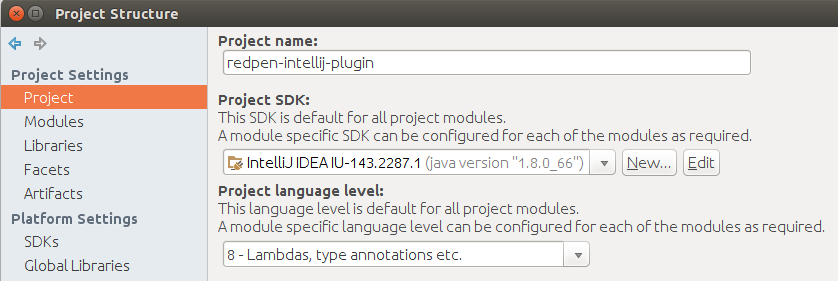 Project Structure
Project Settings
Project
Modules
Libraries
Facets
Artifacts
Platform Settings
SDKs
Global Libraries
Project name:
redpen-intellij-plugin
Project SDK:
This SDK is default for all project modules.
A module specific SDK can be configured for each of the modules as required.
IntelliJ IDEA IU-143.2287.1 (java version "1.8.0_66") New... Edit
Project language level:
This language level is default for all project modules.
A module specific language level can be configured for each of the modules as required.
8 - Lambdas, type annotations etc.